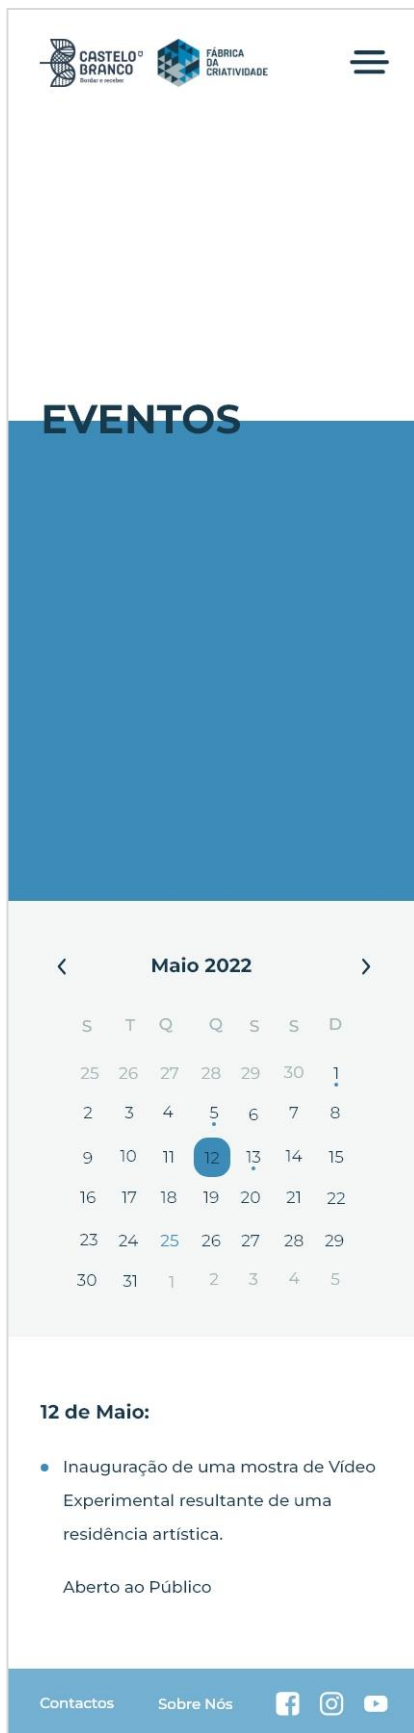 CASTELO
BRANCO
Bordar e receber
FÁBRICA
DA
CRIATIVIDADE
EVENTOS
Maio 2022
S T Q Q S S D
25 26 27 28 29 30 1
2 3 4 5 6 7 8
9 10 11 12 13 14 15
16 17 18 19 20 21 22
23 24 25 26 27 28 29
30 31 1 2 3 4 5
12 de Maio:
Inauguração de uma mostra de Vídeo
Experimental resultante de uma
residência artística.
Aberto ao Público
Contactos Sobre Nós